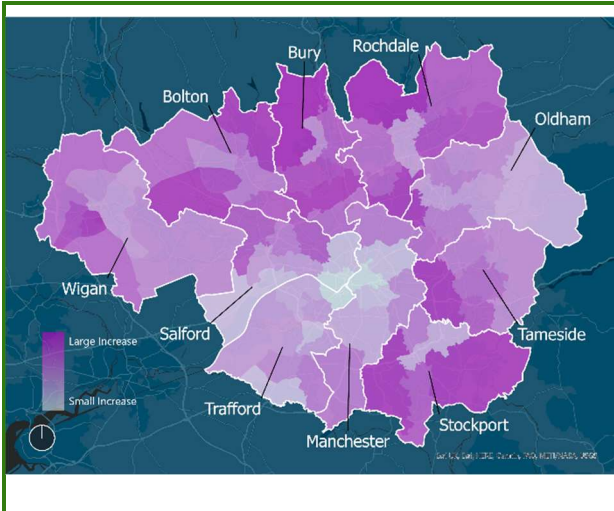 Bury
Rochdale
Bolton
Oldham
Wigan
Salford
Large Increase
Small Increase
Tameside
Trafford
Stockport
Manchester